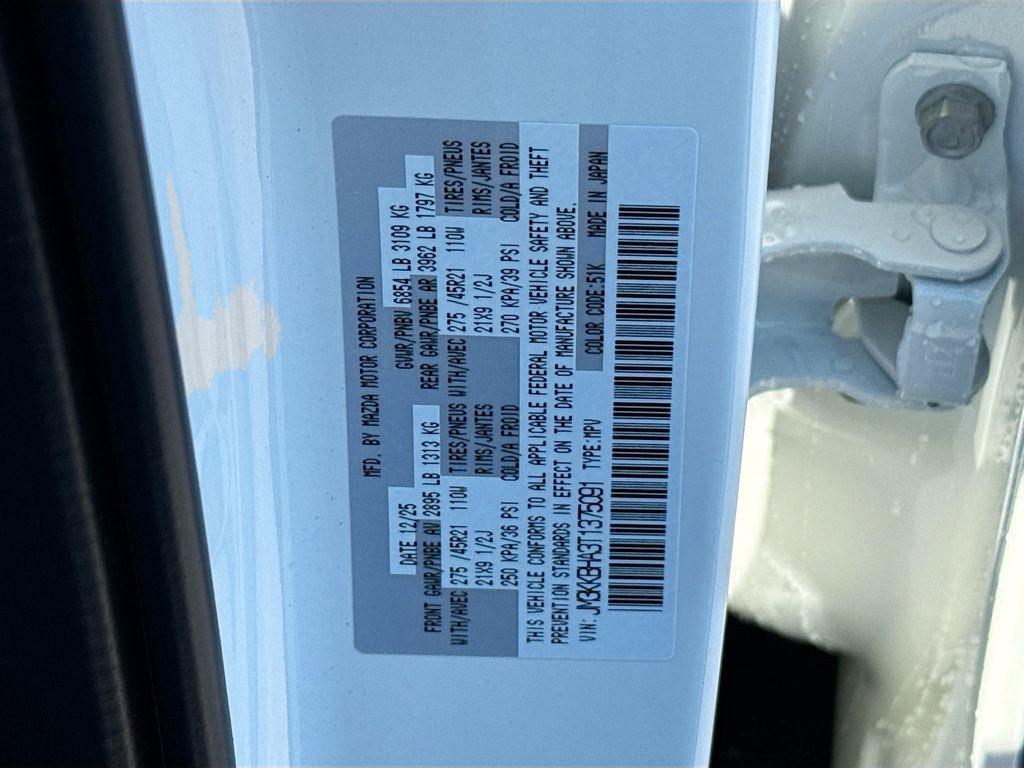 MFD. BY MAZDA MOTOR CORPORATION
DATE 12/25 GVWR/PNBV 6854 LB 3109 KG
FRONT GAWR/PNBE AV 2895 LB 1313 KG REAR GAWR/PNBE AR 3962 LB 1797 KG
WITH/AVEC 275 /45R21 110W TIRES/PNEUS WITH/AVEC 275 /45R21 110W TIRES/PNEUS
21X9 1/2J RIMS/JANTES 21X9 1/2J RIMS/JANTES
250 KPA/36 PSI COLD/A FROID 270 KPA/39 PSI COLD/A FROID
THIS VEHICLE CONFORMS TO ALL APPLICABLE FEDERAL MOTOR VEHICLE SAFETY AND THEFT
PREVENTION STANDARDS IN EFFECT ON THE DATE OF MANUFACTURE SHOWN ABOVE.
VIN: JM3KKBHA3T1375091 TYPE:MPV COLOR CODE:51K MADE IN JAPAN